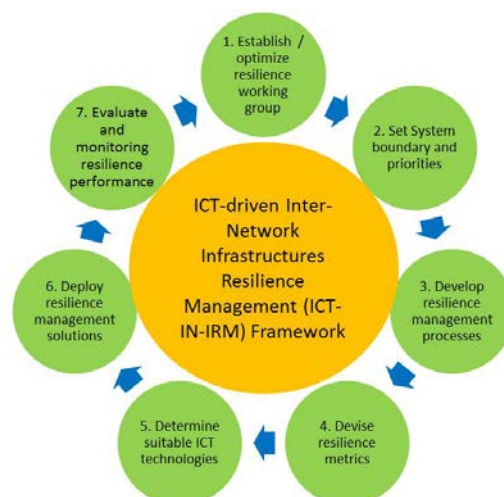 1. Establish /
optimize
resilience
working
group
2. Set System
boundary and
priorities
3. Develop
resilience
management
processes
4. Devise
resilience
metrics
5. Determine
suitable ICT
technologies
6. Deploy
resilience
management
solutions
7. Evaluate
and
monitoring
resilience
performance
ICT-driven Inter-
Network
Infrastructures
Resilience
Management (ICT-
IN-IRM) Framework